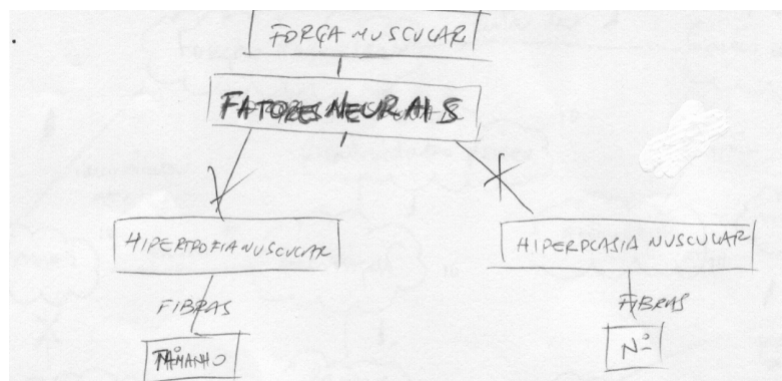 FORÇA MUSCULAR
FATORES NEURAIS
HIPERTROFIA MUSCULAR
HIPERPLASIA MUSCULAR
FIBRAS
FIBRAS
TAMANHO
Nº